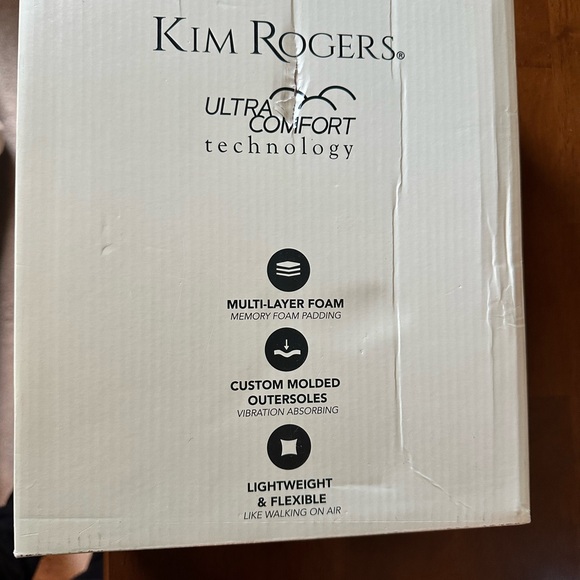 KIM ROGERS®
ULTRA
COMFORT
technology
MULTI-LAYER FOAM
MEMORY FOAM PADDING
CUSTOM MOLDED
OUTERSOLES
VIBRATION ABSORBING
LIGHTWEIGHT
& FLEXIBLE
LIKE WALKING ON AIR